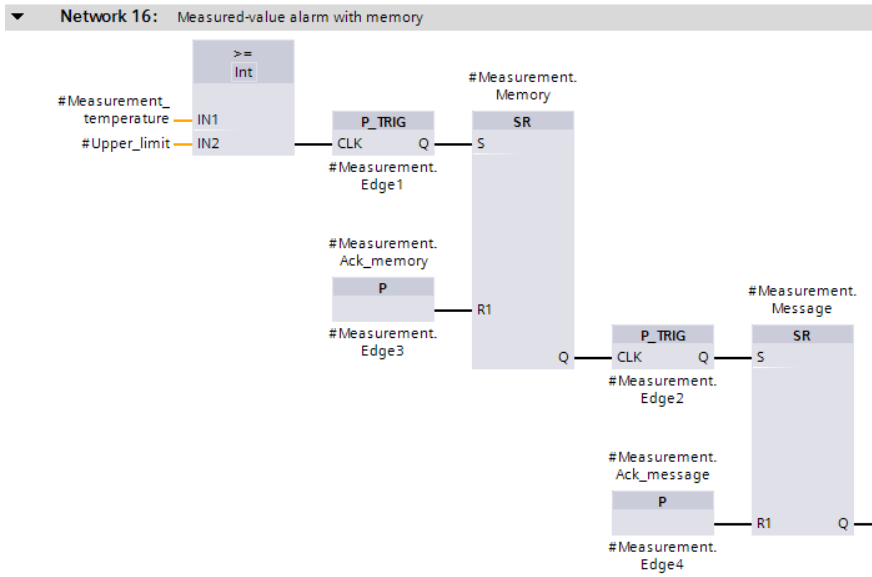 Network 16: Measured-value alarm with memory
>=
Int
#Measurement_
temperature
IN1
#Upper_limit
IN2
P_TRIG
CLK Q
#Measurement.
Edge1
#Measurement.
Memory
SR
S
#Measurement.
Ack_memory
P
R1
#Measurement.
Edge3
Q
P_TRIG
CLK Q
#Measurement.
Edge2
#Measurement.
Message
SR
S
#Measurement.
Ack_message
P
R1 Q
#Measurement.
Edge4